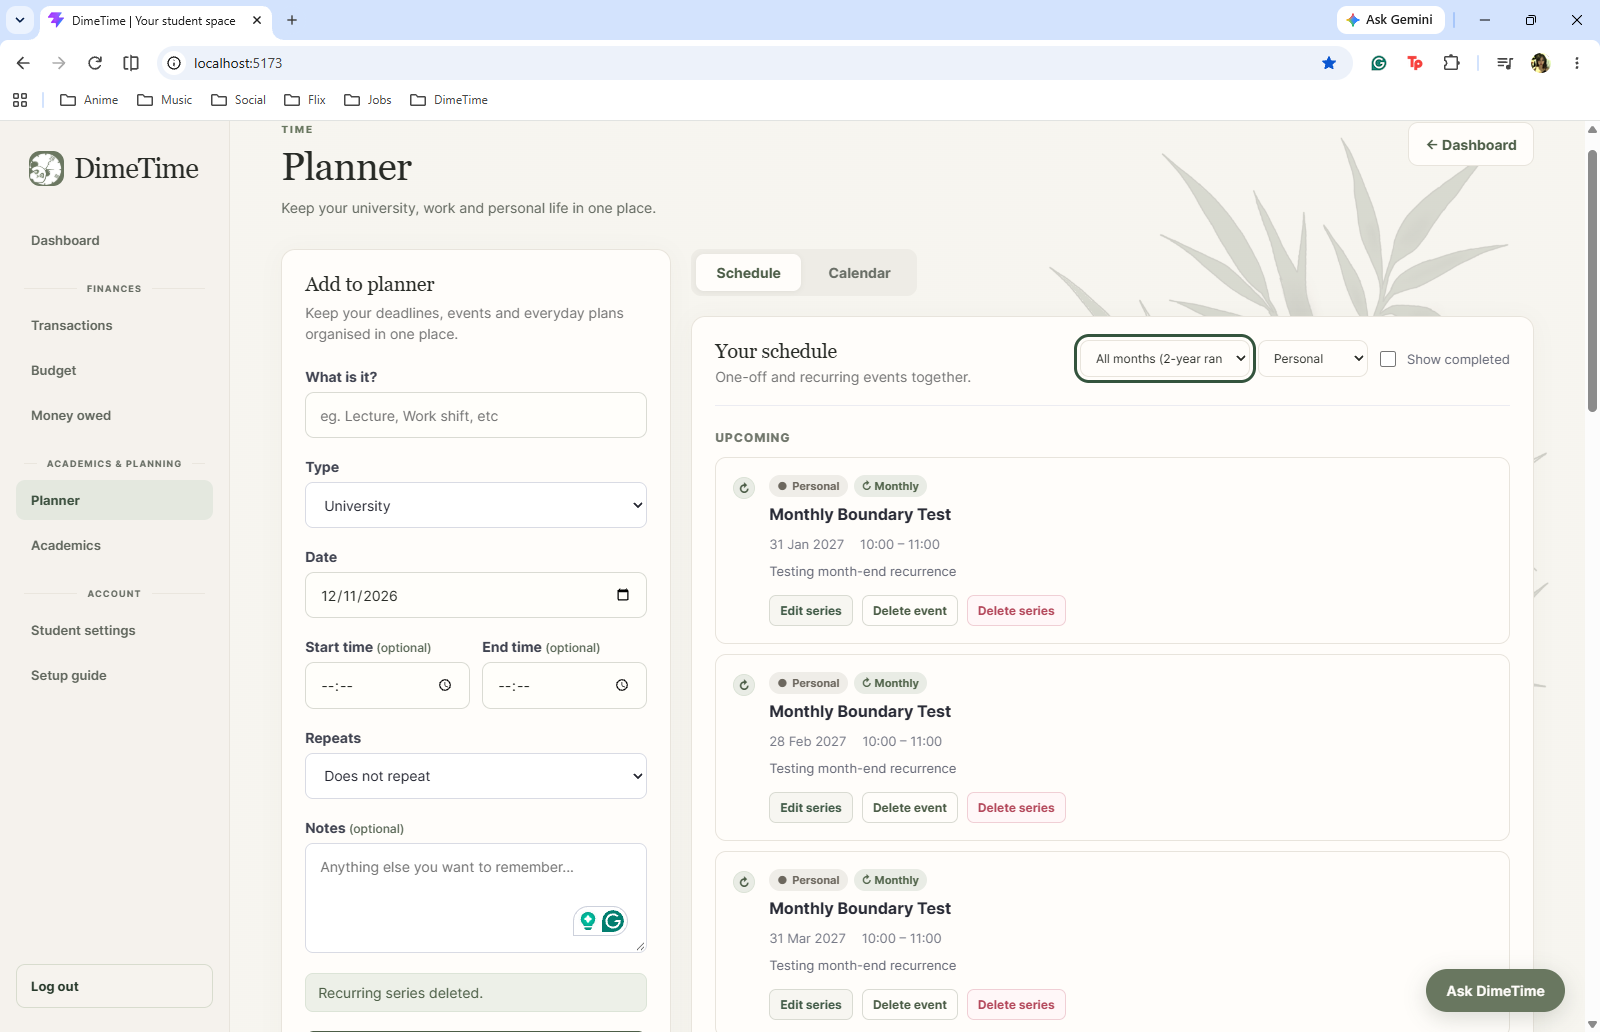 DimeTime | Your student space
Ask Gemini
localhost:5173
Anime
Music
Social
Flix
Jobs
DimeTime
DimeTime
Dashboard
FINANCES
Transactions
Budget
Money owed
ACADEMICS & PLANNING
Planner
Academics
ACCOUNT
Student settings
Setup guide
Log out
TIME
Planner
Keep your university, work and personal life in one place.
← Dashboard
Add to planner
Keep your deadlines, events and everyday plans
organised in one place.
What is it?
eg. Lecture, Work shift, etc
Type
University
Date
12/11/2026
Start time (optional)
End time (optional)
--:--
--:--
Repeats
Does not repeat
Notes (optional)
Anything else you want to remember...
Recurring series deleted.
Schedule
Calendar
Your schedule
One-off and recurring events together.
All months (2-year ran
Personal
Show completed
UPCOMING
Personal
Monthly
Monthly Boundary Test
31 Jan 2027 10:00 – 11:00
Testing month-end recurrence
Edit series
Delete event
Delete series
Personal
Monthly
Monthly Boundary Test
28 Feb 2027 10:00 – 11:00
Testing month-end recurrence
Edit series
Delete event
Delete series
Personal
Monthly
Monthly Boundary Test
31 Mar 2027 10:00 – 11:00
Testing month-end recurrence
Edit series
Delete event
Delete series
Ask DimeTime